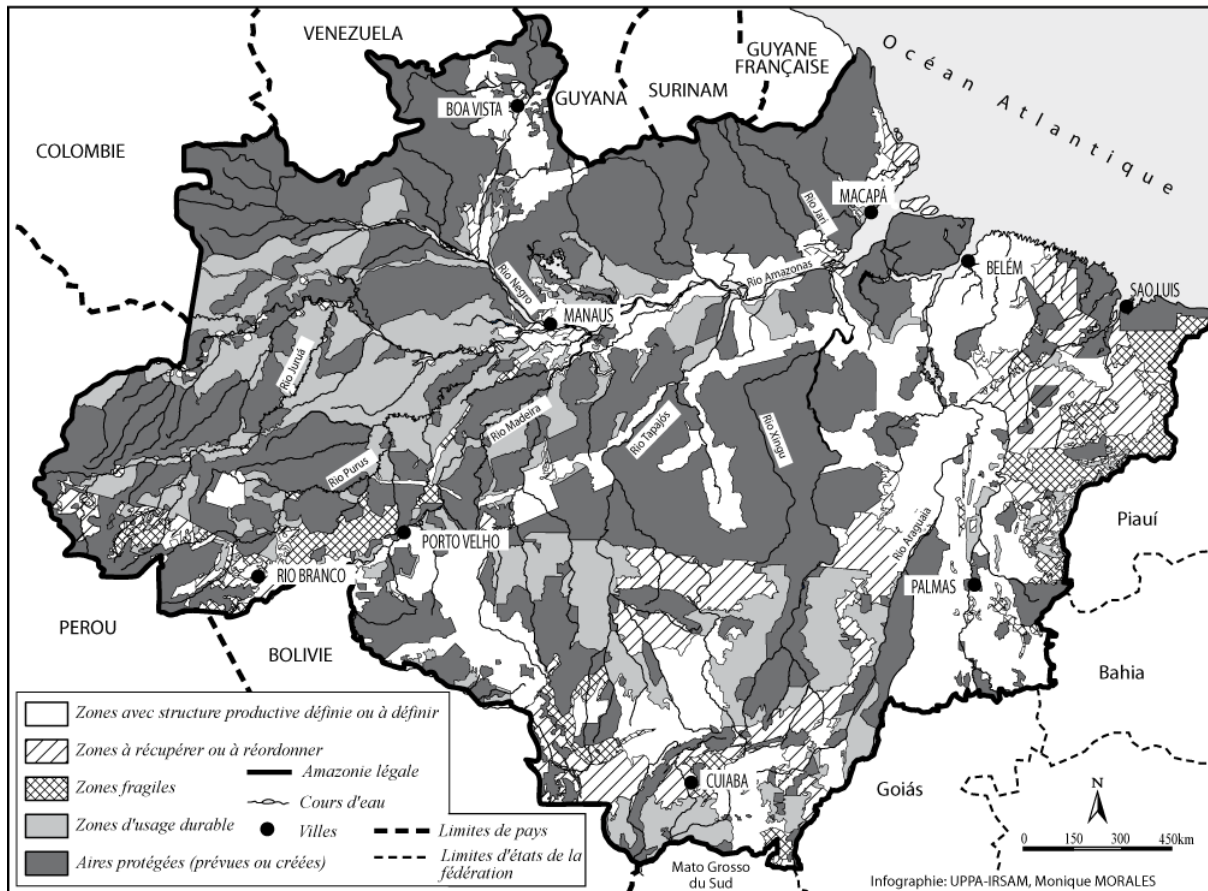 VENEZUELA
GUYANE
FRANÇAISE
Océan Atlantique
BOA VISTA
GUYANA
SURINAM
COLOMBIE
MACAPÁ
Rio Jari
Rio Amazonas
BELÉM
Rio Negro
SAO LUIS
MANAUS
Rio Juruá
Rio Madeira
Rio Tapajós
Rio Xingu
Rio Purus
Rio Araguaia
Piauí
PORTO VELHO
RIO BRANCO
PALMAS
PEROU
BOLIVIE
Bahia
CUIABA
Goiás
Mato Grosso
du Sud
Zones avec structure productive définie ou à définir
Zones à récupérer ou à réordonner
Zones fragiles
Zones d'usage durable
Aires protégées (prévues ou créées)
Amazonie légale
Cours d'eau
Villes
Limites de pays
Limites d'états de la
fédération
N
0 150 300 450km
Infographie: UPPA-IRSAM, Monique MORALES